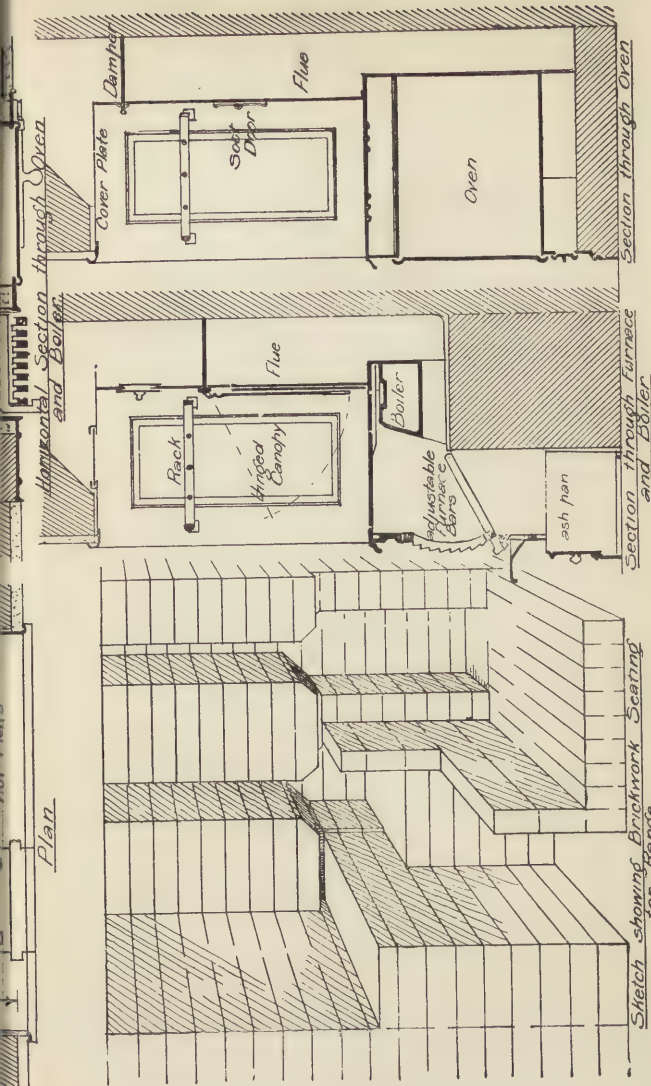 Plan
Horizontal Section through Oven
and Boiler
Damper
Cover Plate
Soot
Door
Flue
Oven
Section through Oven
Rack
Hinged
Canopy
Flue
Boiler
adjustable
Furnace
Bars
ash pan
Section through Furnace
and Boiler
Sketch showing Brickwork Seating
for Range